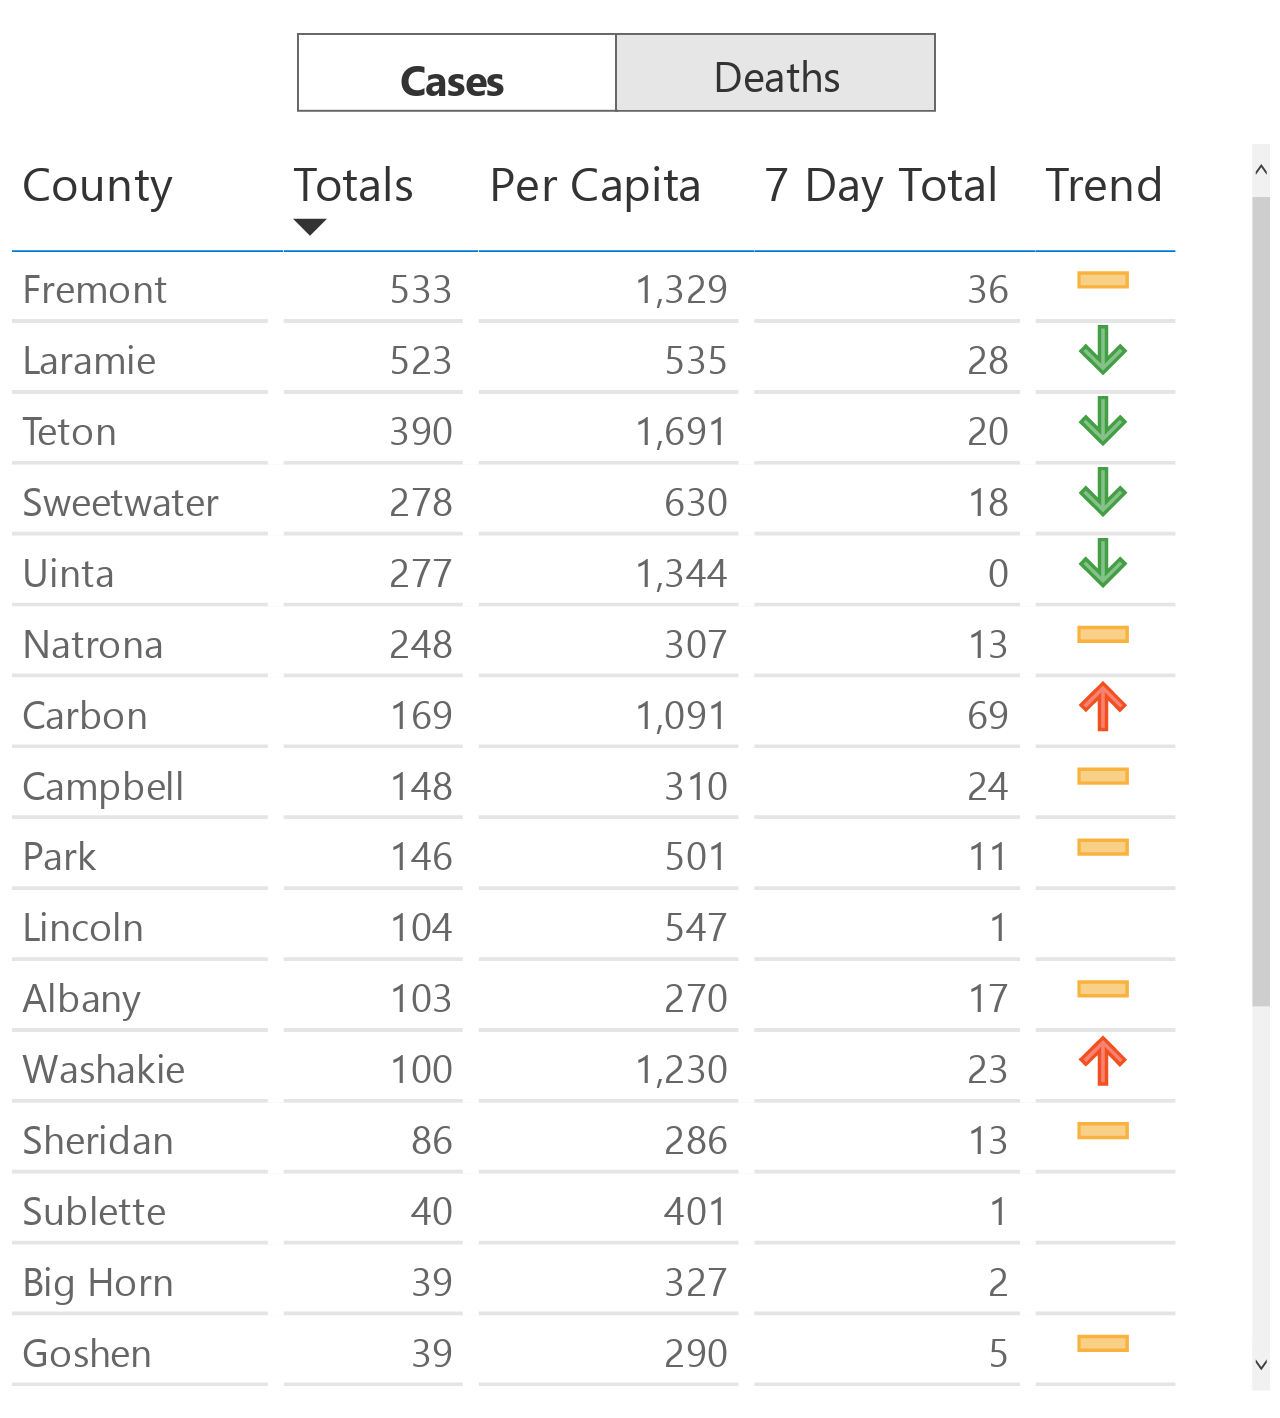 Cases Deaths
County Totals Per Capita 7 Day Total Trend
Fremont 533 1,329 36
Laramie 523 535 28
Teton 390 1,691 20
Sweetwater 278 630 18
Uinta 277 1,344 0
Natrona 248 307 13
Carbon 169 1,091 69
Campbell 148 310 24
Park 146 501 11
Lincoln 104 547 1
Albany 103 270 17
Washakie 100 1,230 23
Sheridan 86 286 13
Sublette 40 401 1
Big Horn 39 327 2
Goshen 39 290 5